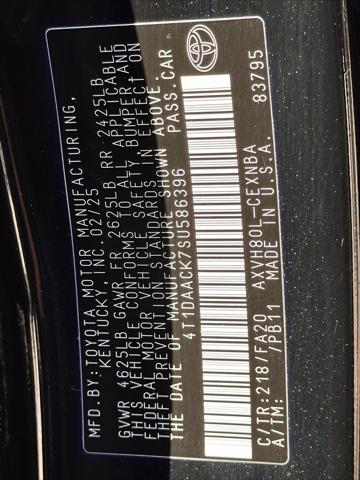 MFD.BY:TOYOTA MOTOR MANUFACTURING,
KENTUCKY, INC. 02/25
GVWR 4625LB GAWR FR 2625LB RR 2425LB
THIS VEHICLE CONFORMS TO ALL APPLICABLE
FEDERAL MOTOR VEHICLE SAFETY, BUMPER, AND
THEFT PREVENTION STANDARDS IN EFFECT ON
THE DATE OF MANUFACTURE SHOWN ABOVE.
4T1DAACK7SU586396 PASS.CAR
C/TR:218/FA20 AXVH80L-CEXNBA
A/TM: /PB11 MADE IN U.S.A. 83795